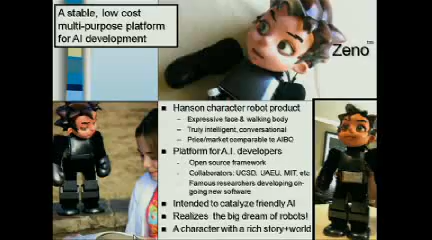 A stable, low cost
multi-purpose platform
for AI development
Zeno™
Hanson character robot product
Expressive face & walking body
Truly intelligent, conversational
Price/market comparable to AIBO
Platform for A.I. developers
Open source framework
Collaborators: UCSD, UAEU, MIT, etc
Famous researchers developing on-
going new software
Intended to catalyze friendly AI
Realizes the big dream of robots!
A character with a rich story+world